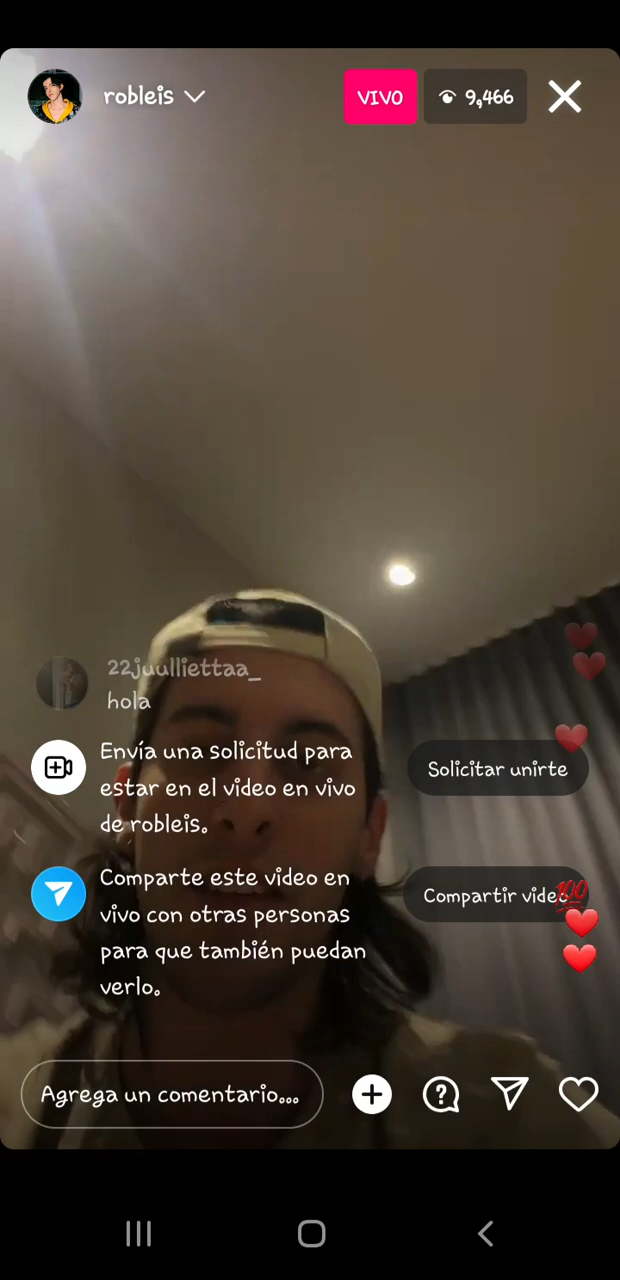 robleis
VIVO
9,466
22juulliettaa_
hola
Envía una solicitud para
estar en el video en vivo
de robleis.
Solicitar unirte
Comparte este video en
vivo con otras personas
para que también puedan
verlo.
Compartir video
💯
Agrega un comentario...